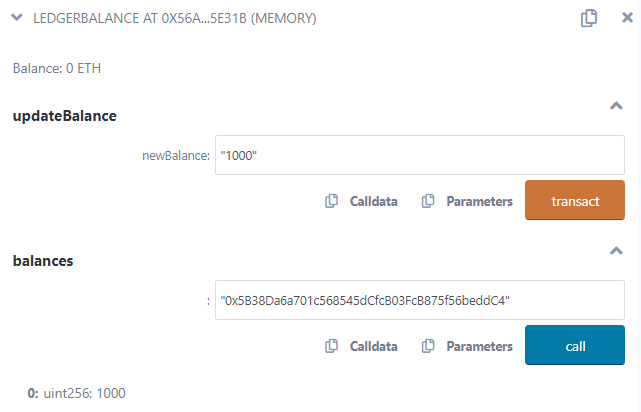 LEDGERBALANCE AT 0X56A...5E31B (MEMORY)
Balance: 0 ETH
updateBalance
newBalance: "1000"
Calldata Parameters transact
balances
: "0x5B38Da6a701c568545dCfcB03FcB875f56beddC4"
Calldata Parameters call
0: uint256: 1000